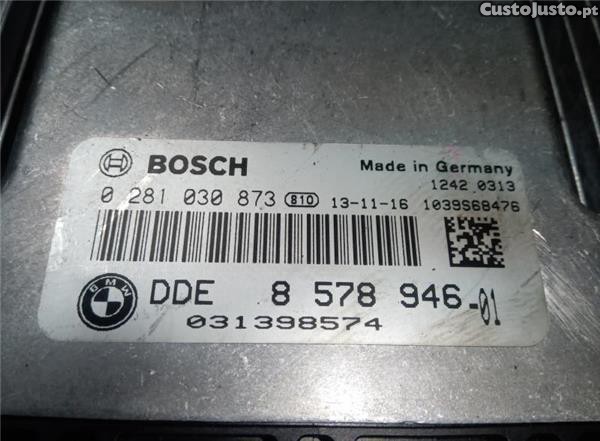 CustoJusto.pt
BOSCH
Made in Germany
1242 0313
0 281 030 873 810 13-11-16 1039S68476
BMW
DDE 8 578 946-01
031398574